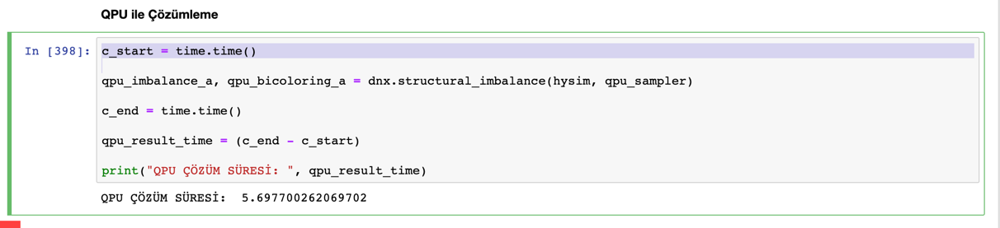 QPU ile Çözümleme
In [398]: c_start = time.time()
qpu_imbalance_a, qpu_bicoloring_a = dnx.structural_imbalance(hysim, qpu_sampler)
c_end = time.time()
qpu_result_time = (c_end - c_start)
print("QPU ÇÖZÜM SÜRESİ: ", qpu_result_time)
QPU ÇÖZÜM SÜRESİ:  5.697700262069702